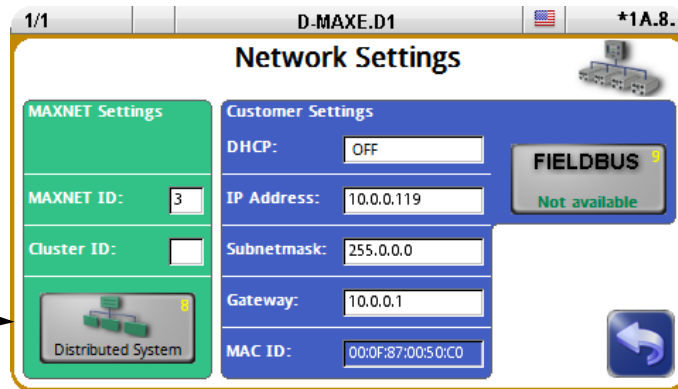 1/1 D-MAXE.D1 *1A.8.
Network Settings
MAXNET Settings
MAXNET ID: 3
Cluster ID:
8
Distributed System
Customer Settings
DHCP: OFF
IP Address: 10.0.0.119
Subnetmask: 255.0.0.0
Gateway: 10.0.0.1
MAC ID: 00:0F:87:00:50:C0
FIELDBUS 9
Not available